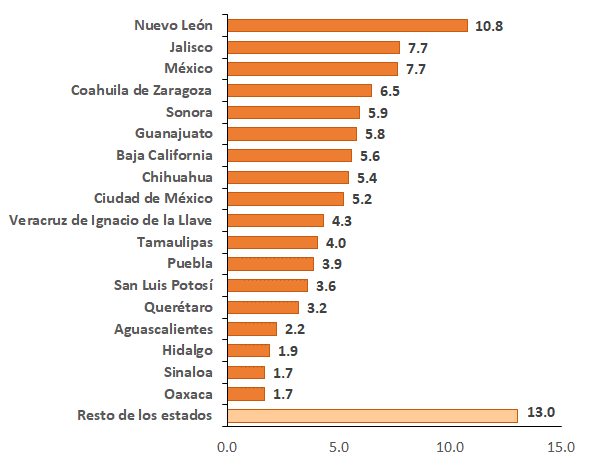 Nuevo León 10.8
Jalisco 7.7
México 7.7
Coahuila de Zaragoza 6.5
Sonora 5.9
Guanajuato 5.8
Baja California 5.6
Chihuahua 5.4
Ciudad de México 5.2
Veracruz de Ignacio de la Llave 4.3
Tamaulipas 4.0
Puebla 3.9
San Luis Potosí 3.6
Querétaro 3.2
Aguascalientes 2.2
Hidalgo 1.9
Sinaloa 1.7
Oaxaca 1.7
Resto de los estados 13.0
0.0 5.0 10.0 15.0